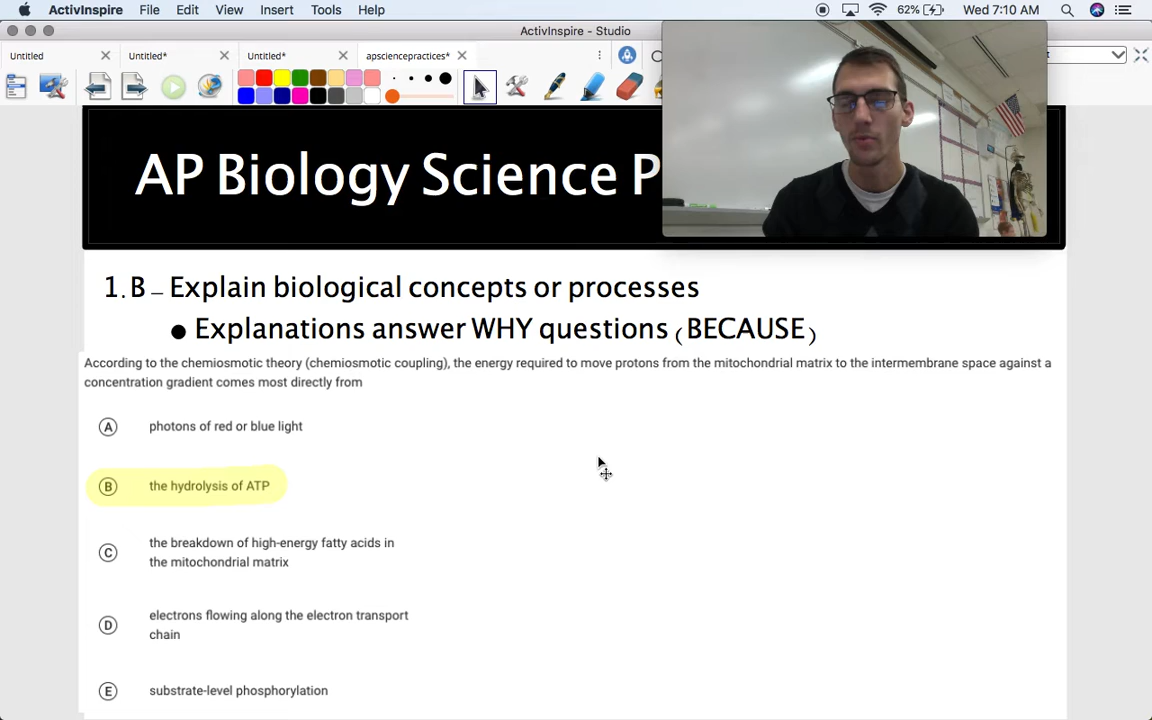 ActivInspire File Edit View Insert Tools Help 62% Wed 7:10 AM
ActivInspire - Studio
Untitled Untitled* Untitled* apsciencepractices*
AP Biology Science P
1.B – Explain biological concepts or processes
● Explanations answer WHY questions (BECAUSE)
According to the chemiosmotic theory (chemiosmotic coupling), the energy required to move protons from the mitochondrial matrix to the intermembrane space against a
concentration gradient comes most directly from
A photons of red or blue light
B the hydrolysis of ATP
C the breakdown of high-energy fatty acids in
the mitochondrial matrix
D electrons flowing along the electron transport
chain
E substrate-level phosphorylation